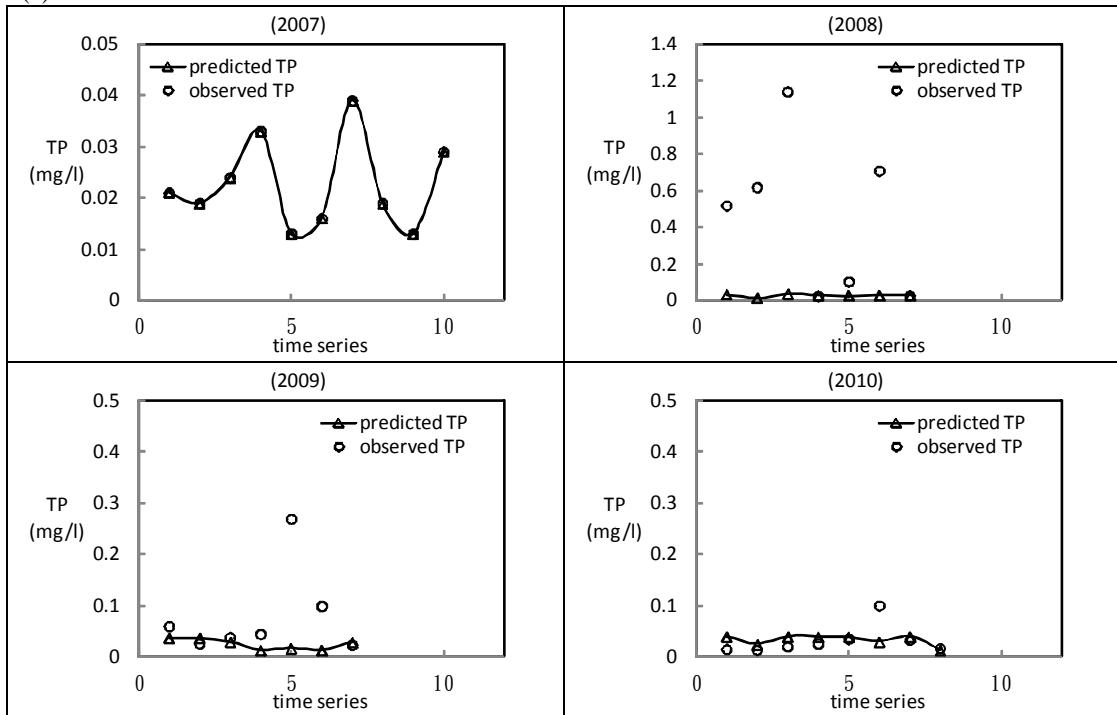 (2007)
0.05
0.04
0.03
0.02
0.01
0
TP
(mg/l)
predicted TP
observed TP
0
5
10
time series
(2008)
1.4
1.2
1
0.8
0.6
0.4
0.2
0
TP
(mg/l)
predicted TP
observed TP
0
5
10
time series
(2009)
0.5
0.4
0.3
0.2
0.1
0
TP
(mg/l)
predicted TP
observed TP
0
5
10
time series
(2010)
0.5
0.4
0.3
0.2
0.1
0
TP
(mg/l)
predicted TP
observed TP
0
5
10
time series